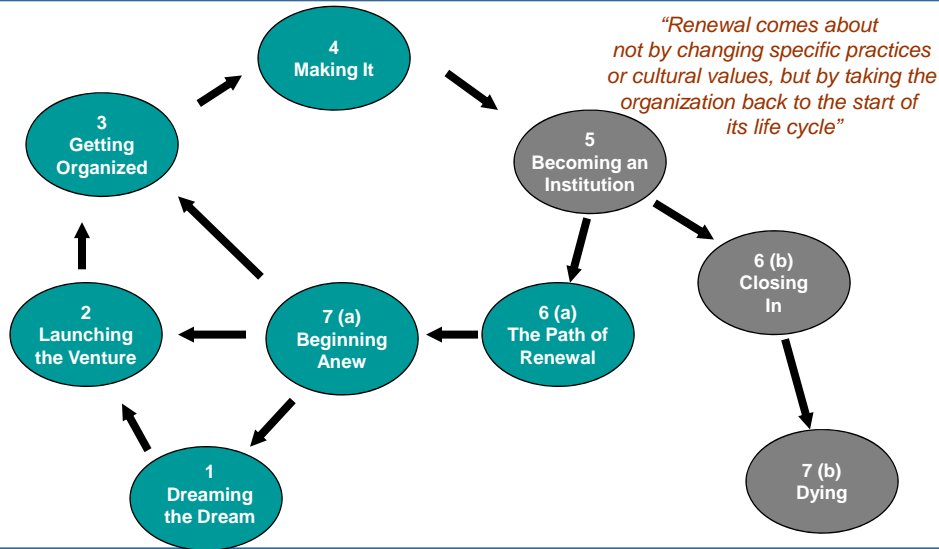 “Renewal comes about
not by changing specific practices
or cultural values, but by taking the
organization back to the start of
its life cycle”
4
Making It
3
Getting
Organized
5
Becoming an
Institution
6 (b)
Closing
In
2
Launching
the Venture
7 (a)
Beginning
Anew
6 (a)
The Path of
Renewal
1
Dreaming
the Dream
7 (b)
Dying